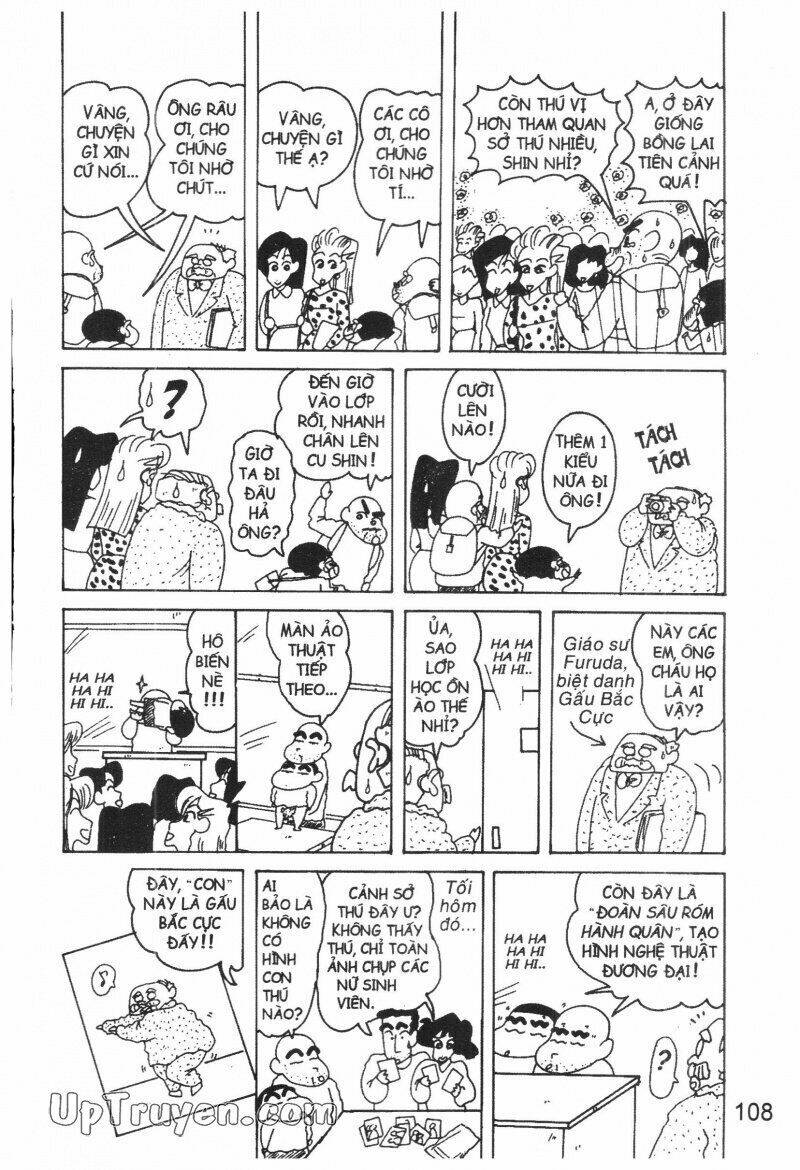 A, Ở ĐÂY
GIỐNG
BỒNG LAI
TIÊN CẢNH
QUÁ!
CÒN THÚ VỊ
HƠN THAM QUAN
SỞ THÚ NHIỀU,
SHIN NHỈ?
CÁC CÔ
ƠI, CHO
CHÚNG
TÔI NHỜ
TÍ...
VÂNG,
CHUYỆN GÌ
THẾ Ạ?
ÔNG RÂU
ƠI, CHO
CHÚNG
TÔI NHỜ
CHÚT...
VÂNG,
CHUYỆN
GÌ XIN
CỨ NÓI...
TÁCH
TÁCH
CƯỜI
LÊN
NÀO!
THÊM 1
KIỂU
NỮA ĐI
ÔNG!
ĐẾN GIỜ
VÀO LỚP
RỒI, NHANH
CHÂN LÊN
CU SHIN!
GIỜ
TA ĐI
ĐÂU
HẢ
ÔNG?
?
NÀY CÁC
EM, ÔNG
CHÁU HỌ
LÀ AI
VẬY?
Giáo sư
Furuda,
biệt danh
Gấu Bắc
Cực
HA HA
HA HI
HI HI..
ỦA,
SAO
LỚP
HỌC ỒN
ÀO THẾ
NHỈ?
MÀN ẢO
THUẬT
TIẾP
THEO...
HÔ
BIẾN
NÈ
!!!
HA HA
HA HI
HI HI..
CÒN ĐÂY LÀ
"ĐOÀN SÂU RÓM
HÀNH QUÂN", TẠO
HÌNH NGHỆ THUẬT
ĐƯƠNG ĐẠI!
HA HA
HA HI
HI HI..
?
Tối
hôm
đó...
CẢNH SỞ
THÚ ĐÂY Ư?
KHÔNG THẤY
THÚ, CHỈ TOÀN
ẢNH CHỤP CÁC
NỮ SINH
VIÊN.
AI
BẢO LÀ
KHÔNG
CÓ
HÌNH
CON
THÚ
NÀO?
ĐÂY, "CON"
NÀY LÀ GẤU
BẮC CỰC
ĐẤY!!
UpTruyen.com
108